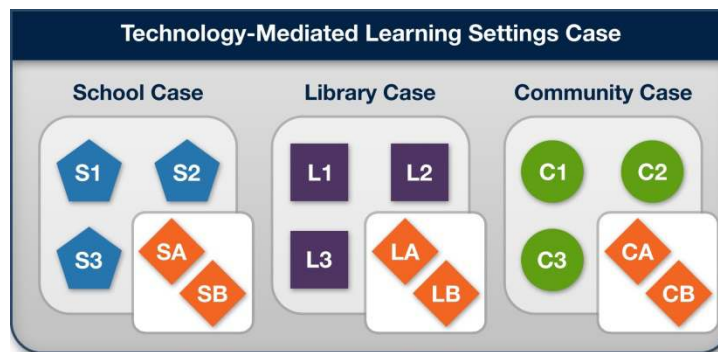 Technology-Mediated Learning Settings Case
School Case Library Case Community Case
S1 S2 L1 L2 C1 C2
S3 SA L3 LA C3 CA
SB LB CB